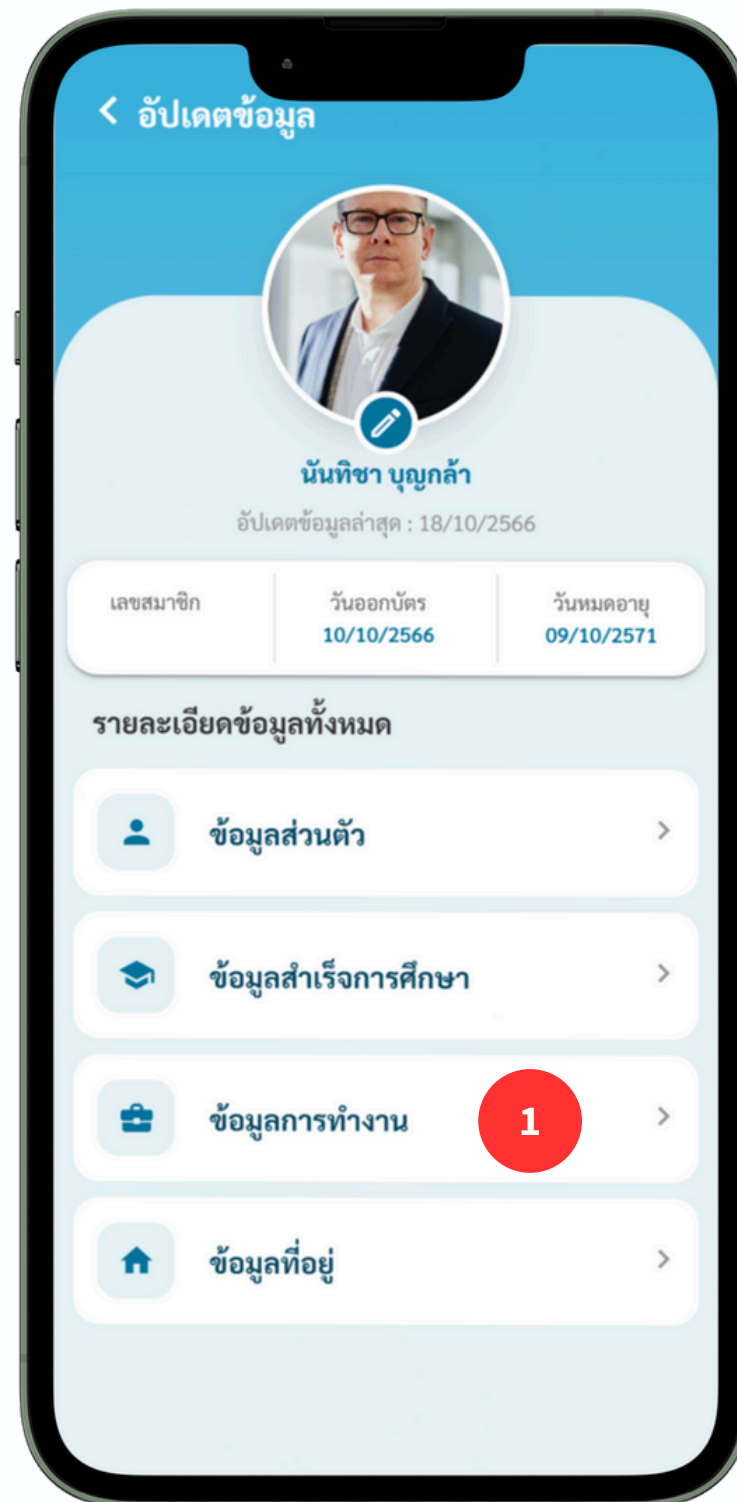 อัปเดตข้อมูล
นันทิชา บุญกล้า
อัปเดตข้อมูลล่าสุด : 18/10/2566
เลขสมาชิก วันออกบัตร วันหมดอายุ
10/10/2566 09/10/2571
รายละเอียดข้อมูลทั้งหมด
ข้อมูลส่วนตัว
ข้อมูลสำเร็จการศึกษา
ข้อมูลการทำงาน 1
ข้อมูลที่อยู่